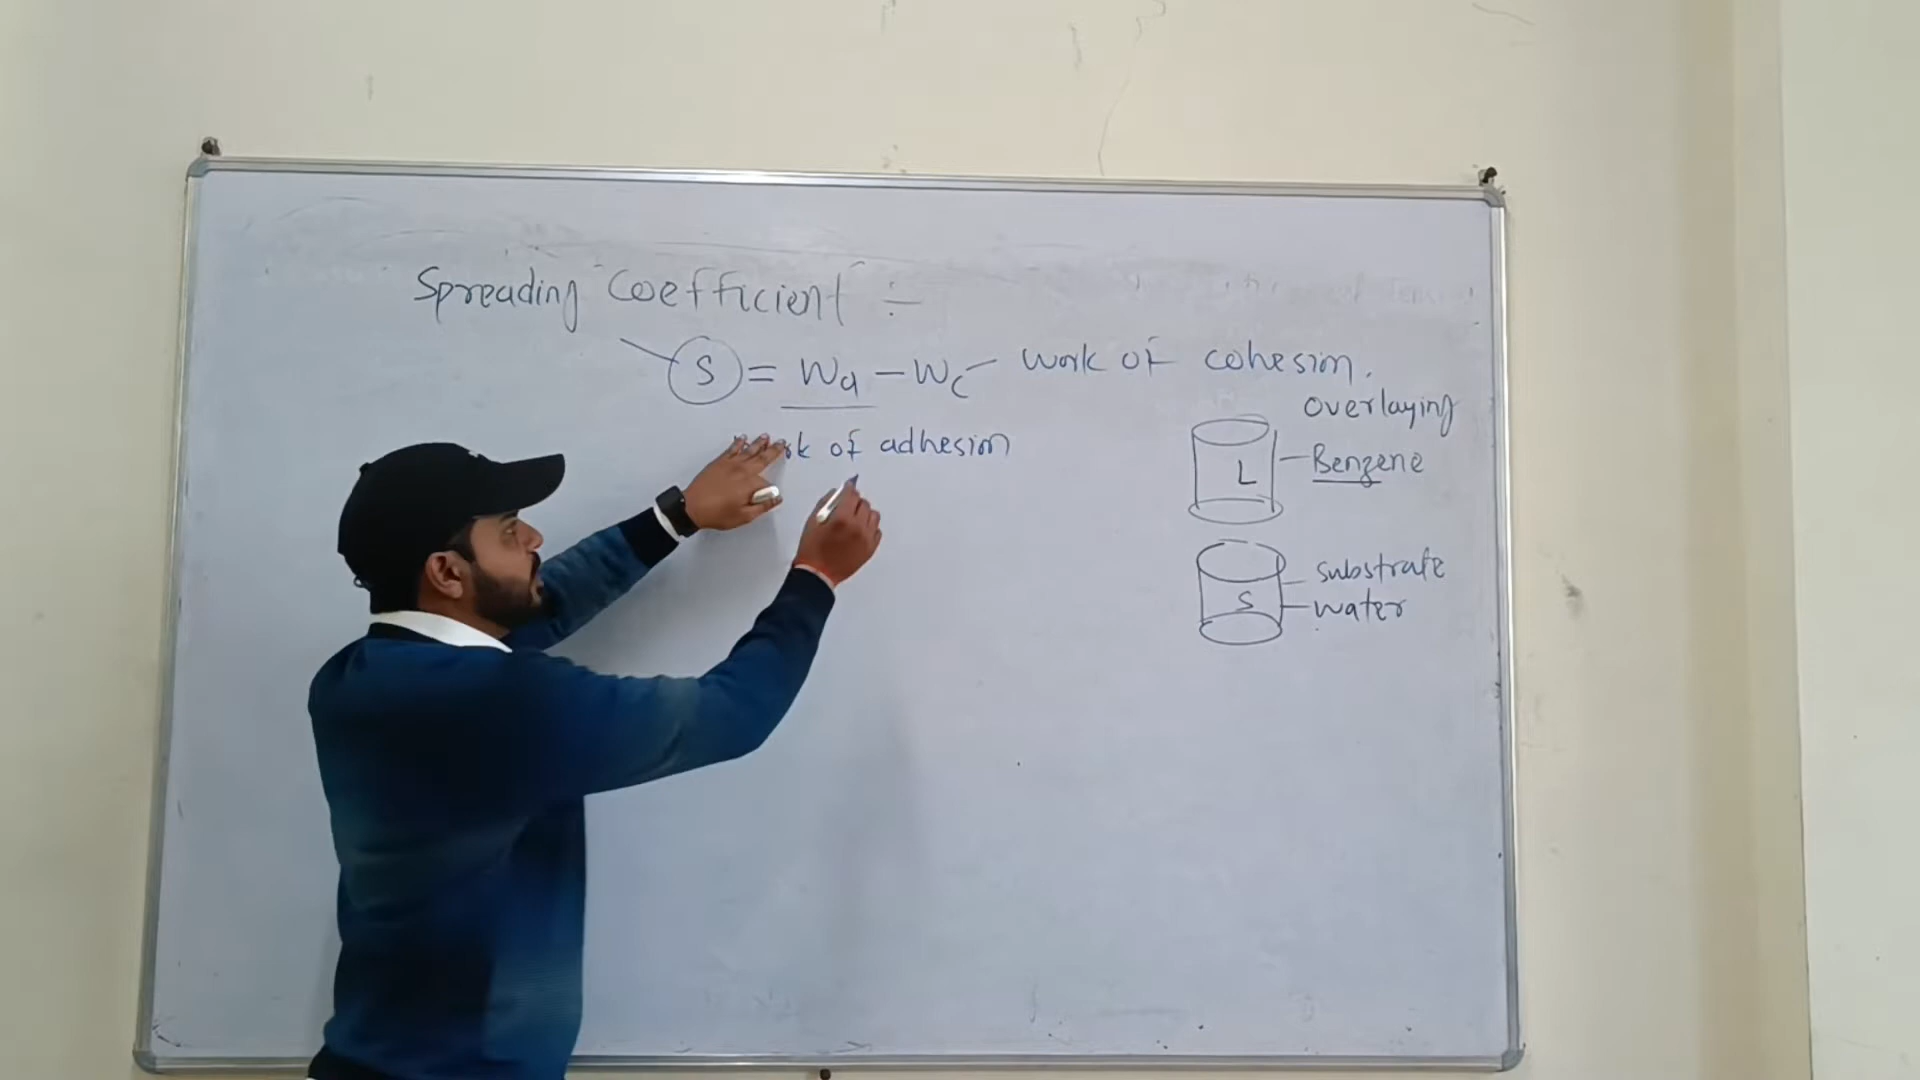 Spreading "Coefficient" ÷
S = Wa - Wc - Work of cohesion.
of adhesion
overlaying
L - Benzene
substrate
S - water